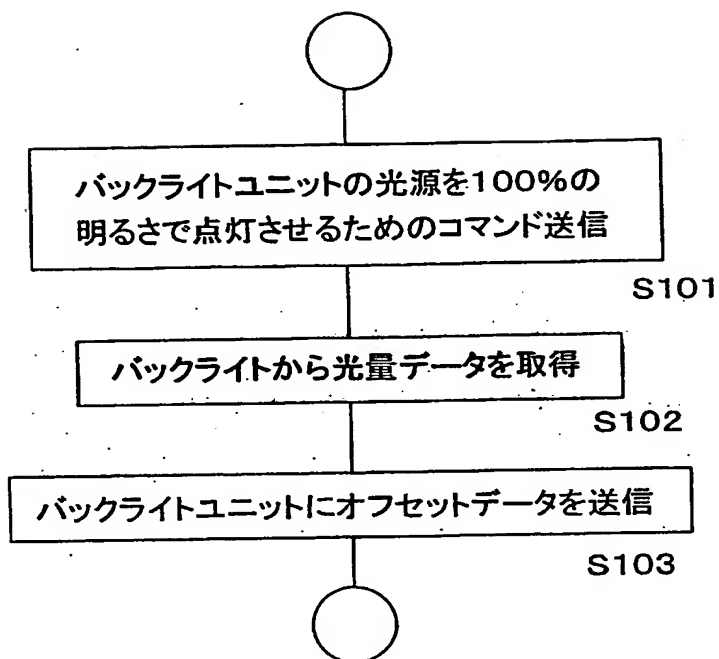 バックライトユニットの光源を100%の
明るさで点灯させるためのコマンド送信
S101
バックライトから光量データを取得
S102
バックライトユニットにオフセットデータを送信
S103